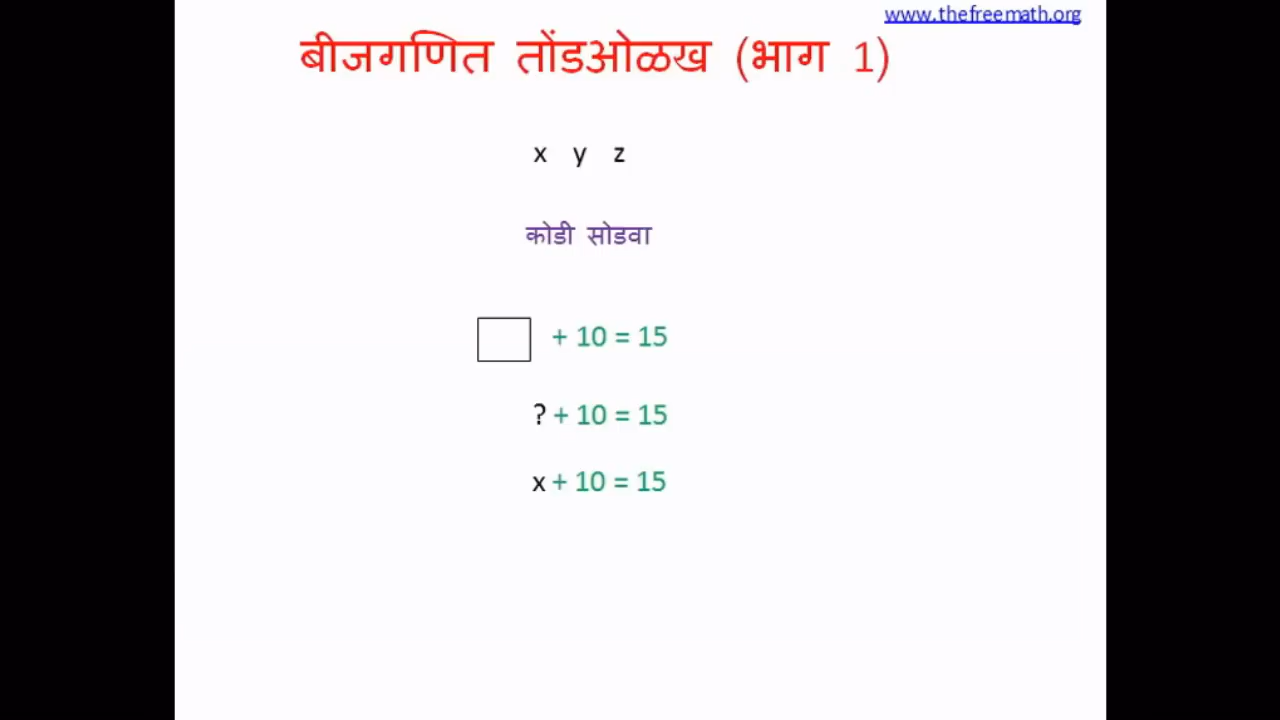 www.thefreemath.org
बीजगणित तोंडओळख (भाग 1)
x y z
कोडी सोडवा
+ 10 = 15
? + 10 = 15
x + 10 = 15